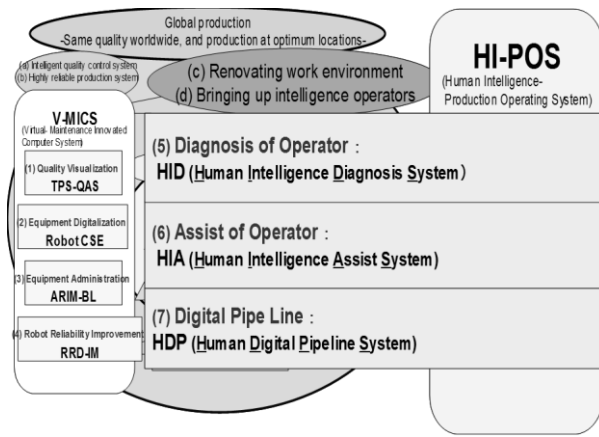 Global production
-Same quality worldwide, and production at optimum locations-
(a) Intelligent quality control system
(b) Highly reliable production system
(c) Renovating work environment
(d) Bringing up intelligence operators
HI-POS
(Human Intelligence-
Production Operating System)
V-MICS
(Virtual- Maintenance Innovated
Computer System)
(1) Quality Visualization
TPS-QAS
(2) Equipment Digitalization
Robot CSE
(3) Equipment Administration
ARIM-BL
(4) Robot Reliability Improvement
RRD-IM
(5) Diagnosis of Operator :
HID (Human Intelligence Diagnosis System)
(6) Assist of Operator :
HIA (Human Intelligence Assist System)
(7) Digital Pipe Line :
HDP (Human Digital Pipeline System)